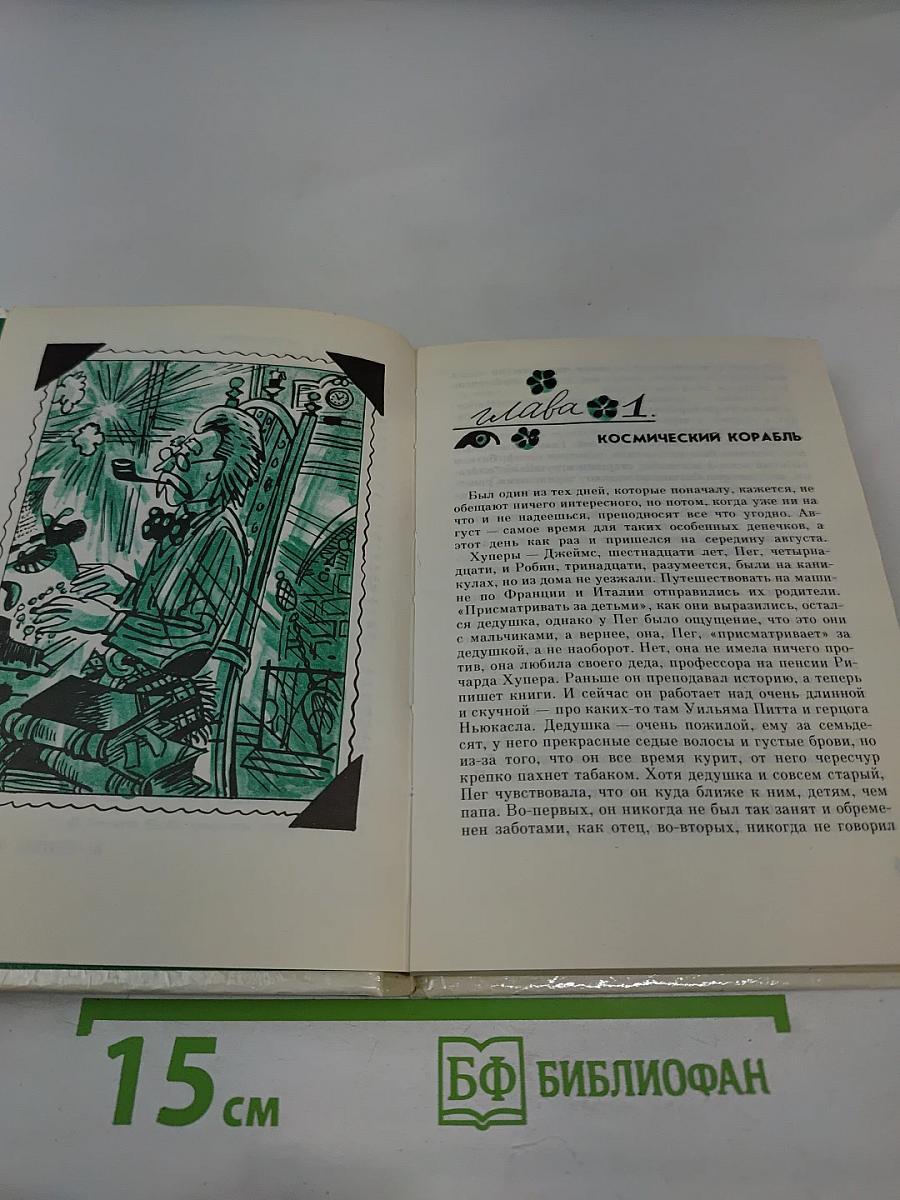 глава 1.
КОСМИЧЕСКИЙ КОРАБЛЬ
Был один из тех дней, которые поначалу, кажется, не
обещают ничего интересного, но потом, когда уже ни на
что и не надеешься, преподносят все что угодно. Ав-
густ — самое время для таких особенных денечков, а
этот день как раз и пришелся на середину августа.
Хуперы — Джеймс, шестнадцати лет, Пег, четырна-
дцати, и Робин, тринадцати, разумеется, были на кани-
кулах, но из дома не уезжали. Путешествовать на маши-
не по Франции и Италии отправились их родители.
«Присматривать за детьми», как они выразились, остал-
ся дедушка, однако у Пег было ощущение, что это они
с мальчиками, а вернее, она, Пег, «присматривает» за
дедушкой, а не наоборот. Нет, она не имела ничего про-
тив, она любила своего деда, профессора на пенсии Ри-
чарда Хупера. Раньше он преподавал историю, а теперь
пишет книги. И сейчас он работает над очень длинной
и скучной — про каких-то там Уильяма Питта и герцога
Ньюкасла. Дедушка — очень пожилой, ему за семьде-
сят, у него прекрасные седые волосы и густые брови, но
из-за того, что он все время курит, от него чересчур
крепко пахнет табаком. Хотя дедушка и совсем старый,
Пег чувствовала, что он куда ближе к ним, детям, чем
папа. Во-первых, он никогда не был так занят и обреме-
нен заботами, как отец, во-вторых, никогда не говорил
15 см
БФ БИБЛИОФАН